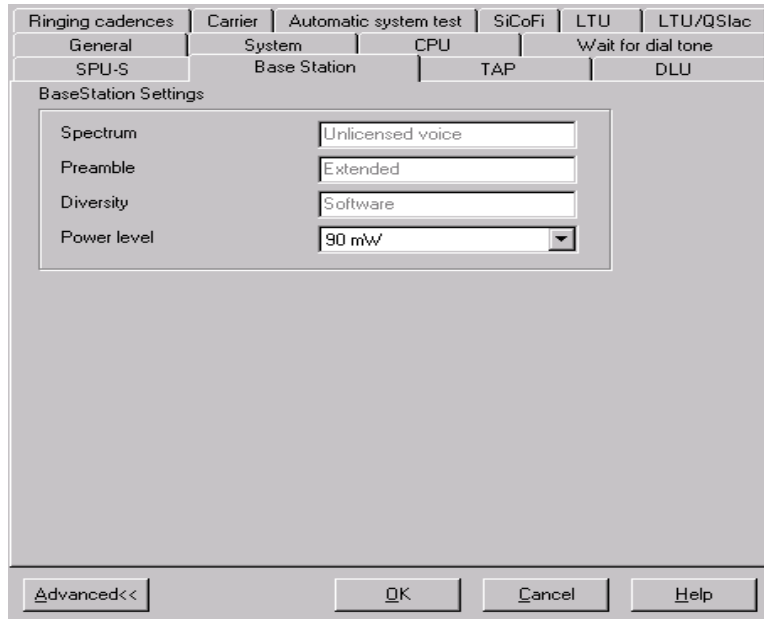 Ringing cadences Carrier Automatic system test SiCoFi LTU LTU/QSlac
General System CPU Wait for dial tone
SPU-S Base Station TAP DLU
BaseStation Settings
Spectrum Unlicensed voice
Preamble Extended
Diversity Software
Power level 90 mW
Advanced<< OK Cancel Help